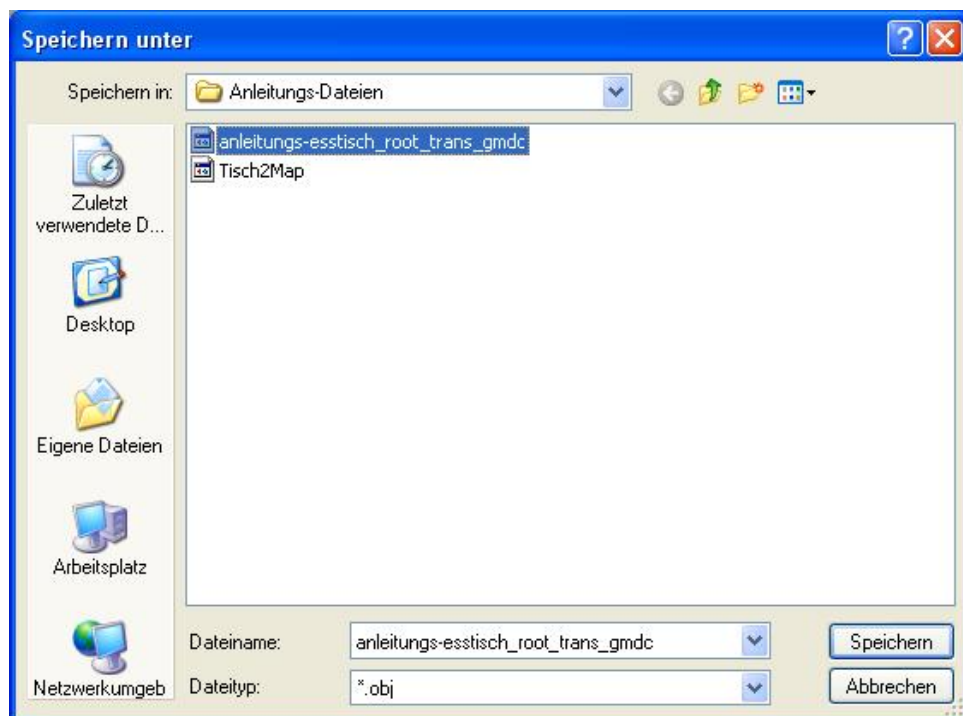 Speichern unter
Speichern in: Anleitungs-Dateien
anleitungs-esstisch_root_trans_gmdc
Tisch2Map
Zuletzt
verwendete D...
Desktop
Eigene Dateien
Arbeitsplatz
Netzwerkumgeb
Dateiname: anleitungs-esstisch_root_trans_gmdc Speichern
Dateityp: *.obj Abbrechen